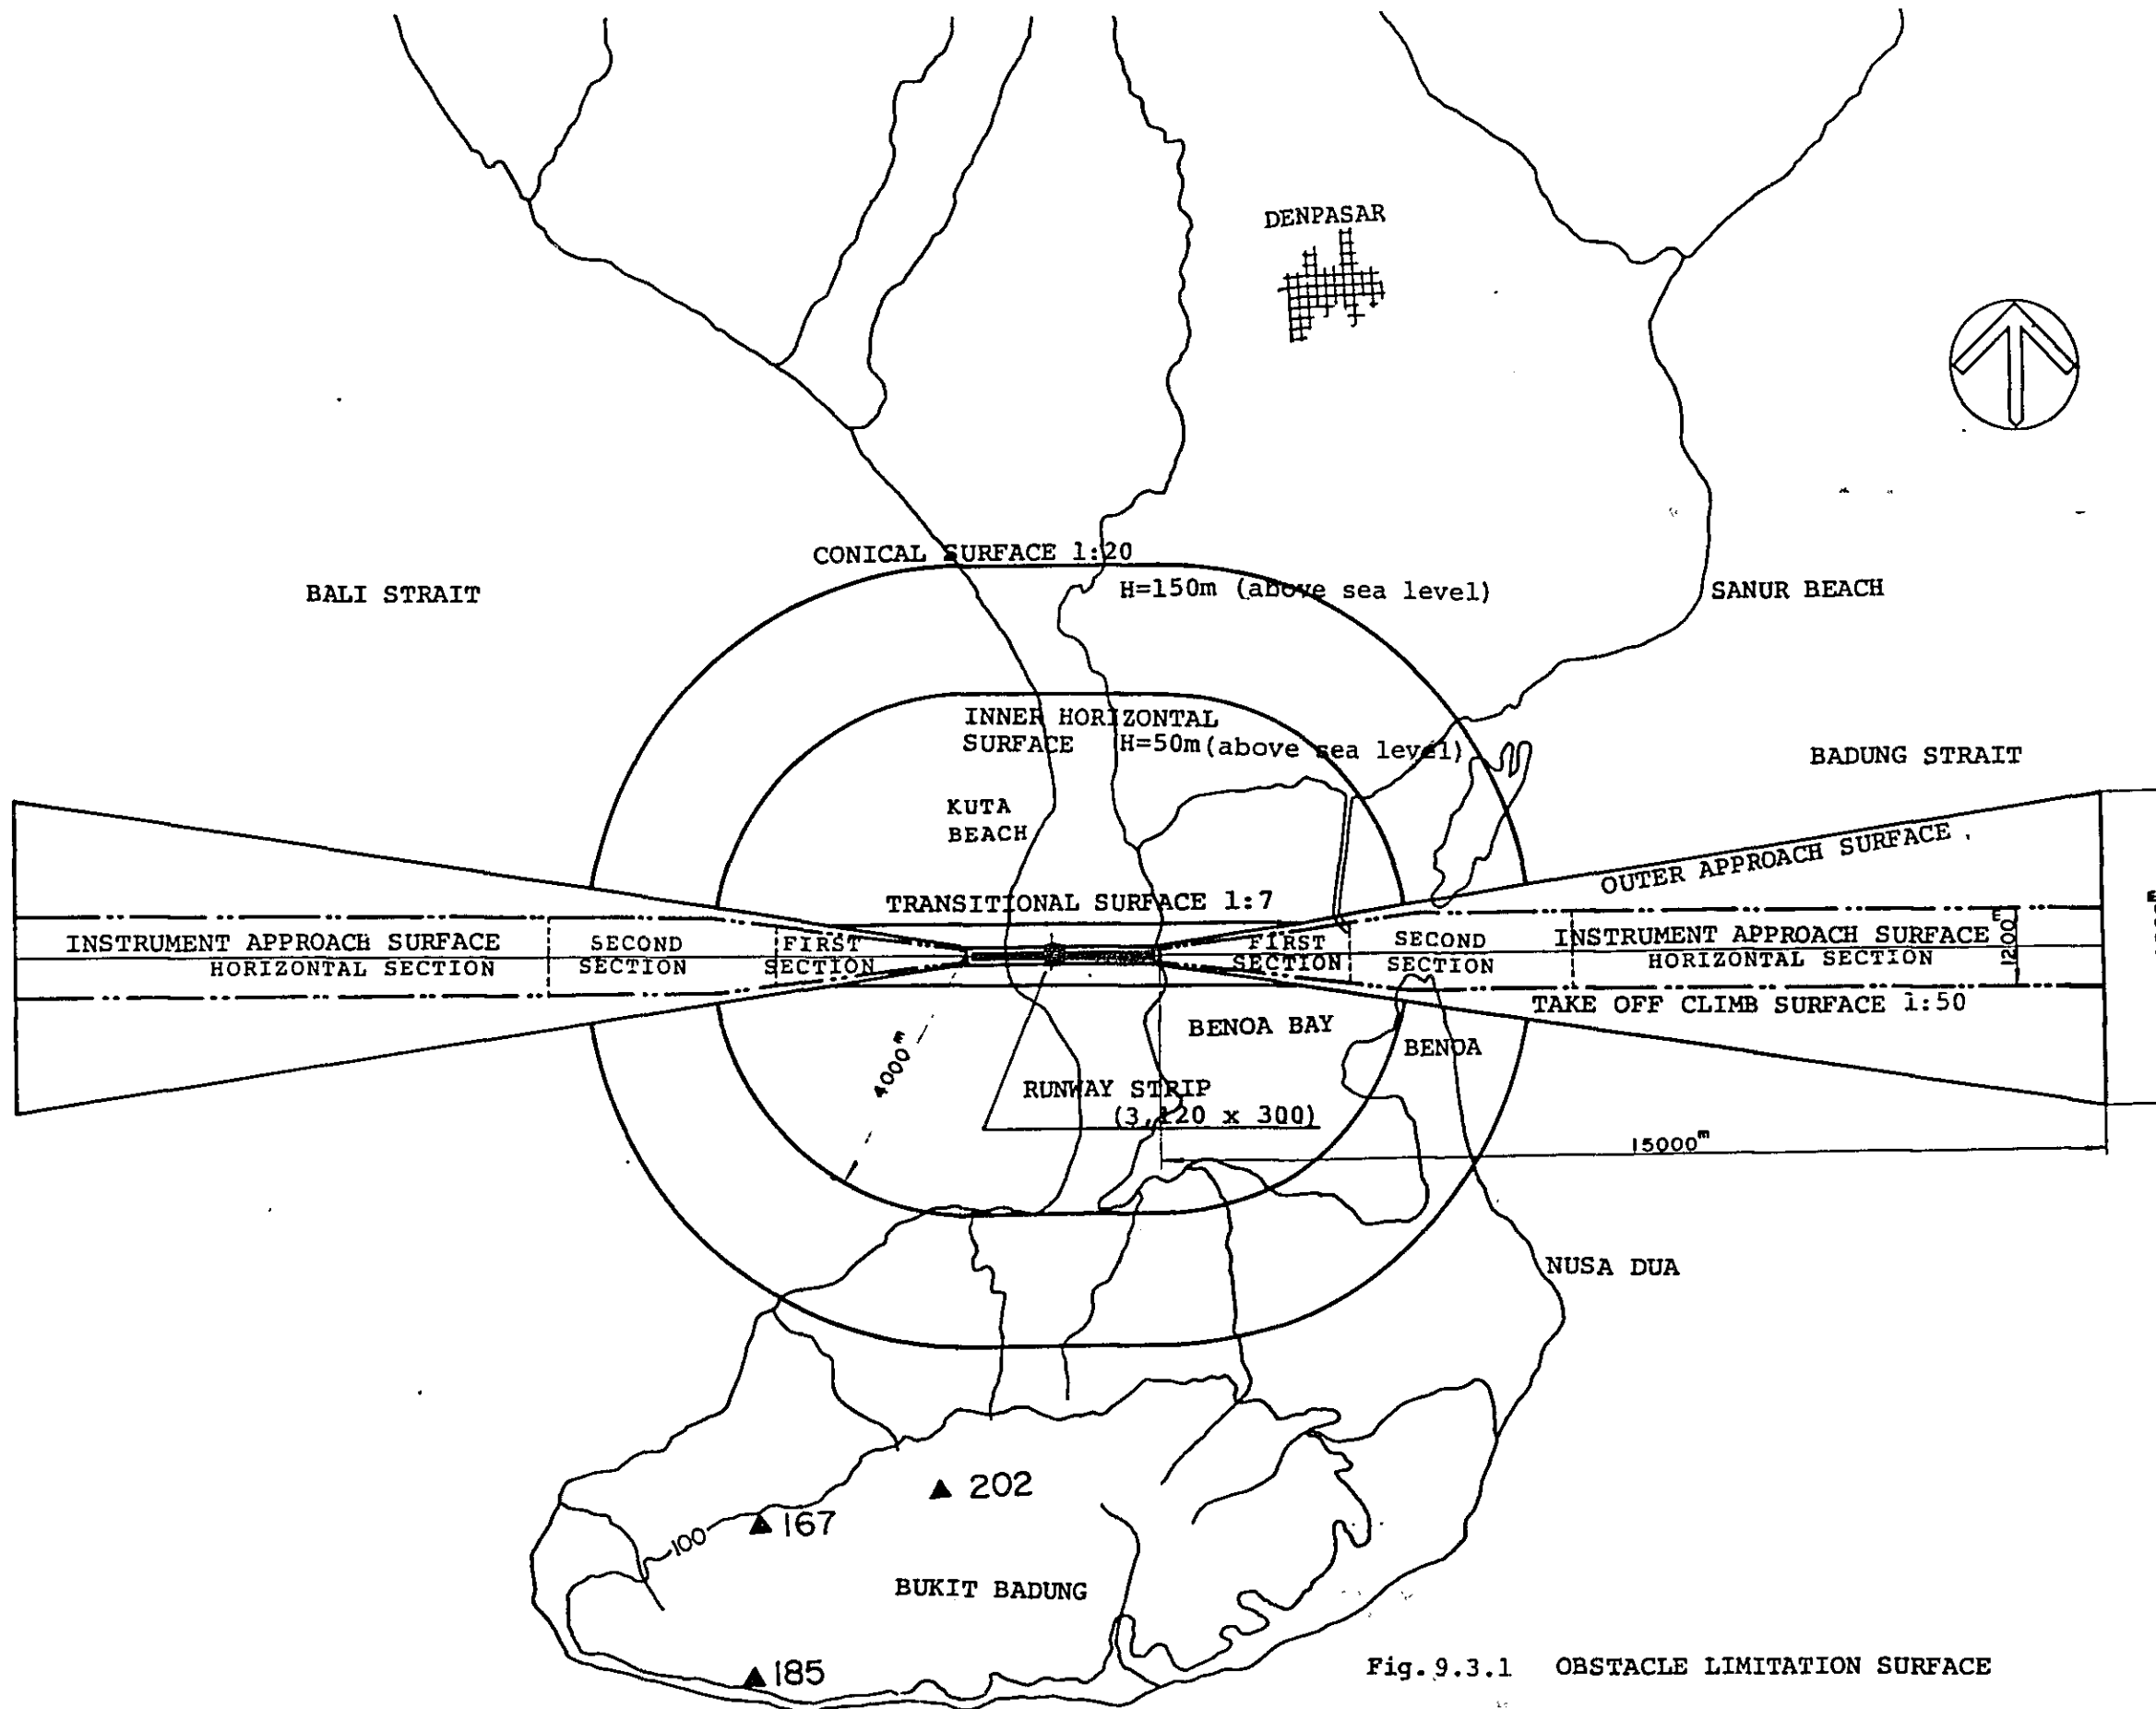 DENPASAR
CONICAL SURFACE 1:20
H=150m (above sea level)
BALI STRAIT
SANUR BEACH
INNER HORIZONTAL
SURFACE H=50m (above sea level)
BADUNG STRAIT
KUTA
BEACH
OUTER APPROACH SURFACE
TRANSITIONAL SURFACE 1:7
INSTRUMENT APPROACH SURFACE
HORIZONTAL SECTION
SECOND
SECTION
FIRST
SECTION
FIRST
SECTION
SECOND
SECTION
INSTRUMENT APPROACH SURFACE
HORIZONTAL SECTION
1200m
TAKE OFF CLIMB SURFACE 1:50
BENOA BAY
BENOA
4000m
RUNWAY STRIP
(3,120 x 300)
15000m
NUSA DUA
202
167
100
BUKIT BADUNG
185
Fig. 9.3.1 OBSTACLE LIMITATION SURFACE